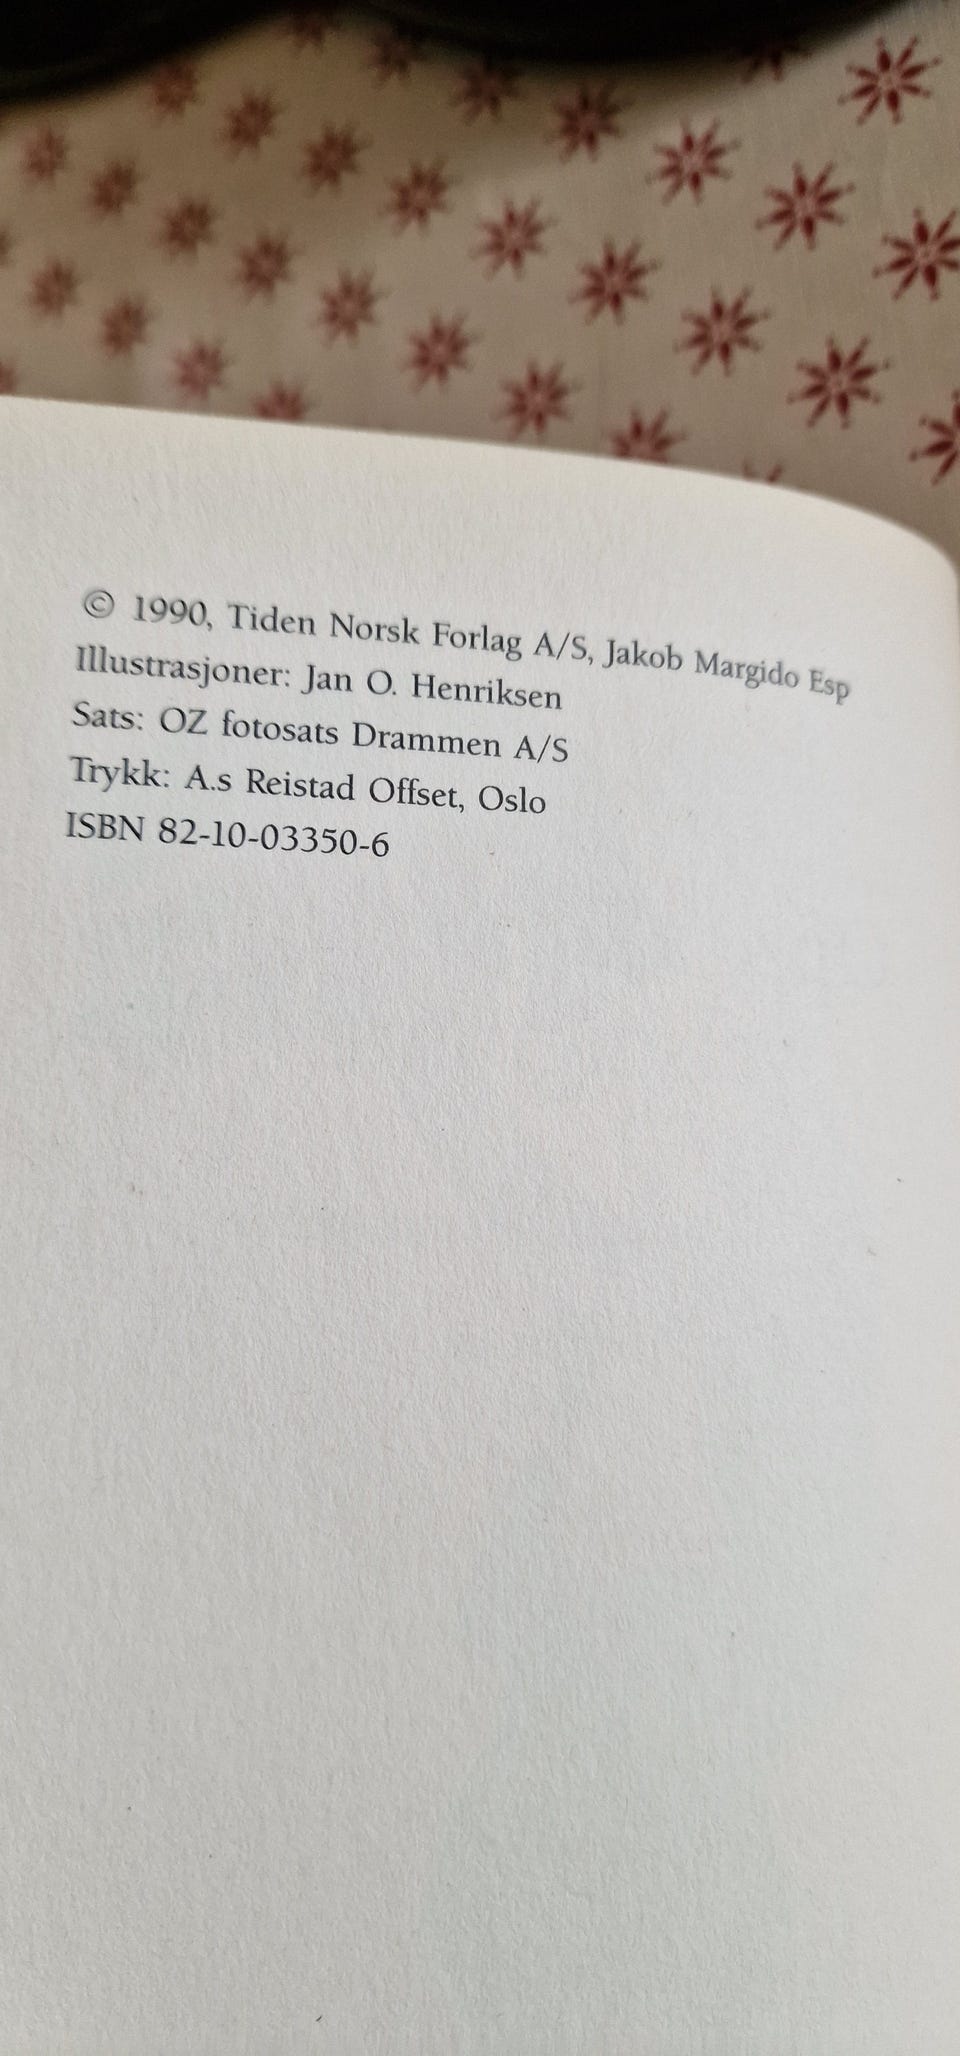 © 1990, Tiden Norsk Forlag A/S, Jakob Margido Esp
Illustrasjoner: Jan O. Henriksen
Sats: OZ fotosats Drammen A/S
Trykk: A.s Reistad Offset, Oslo
ISBN 82-10-03350-6